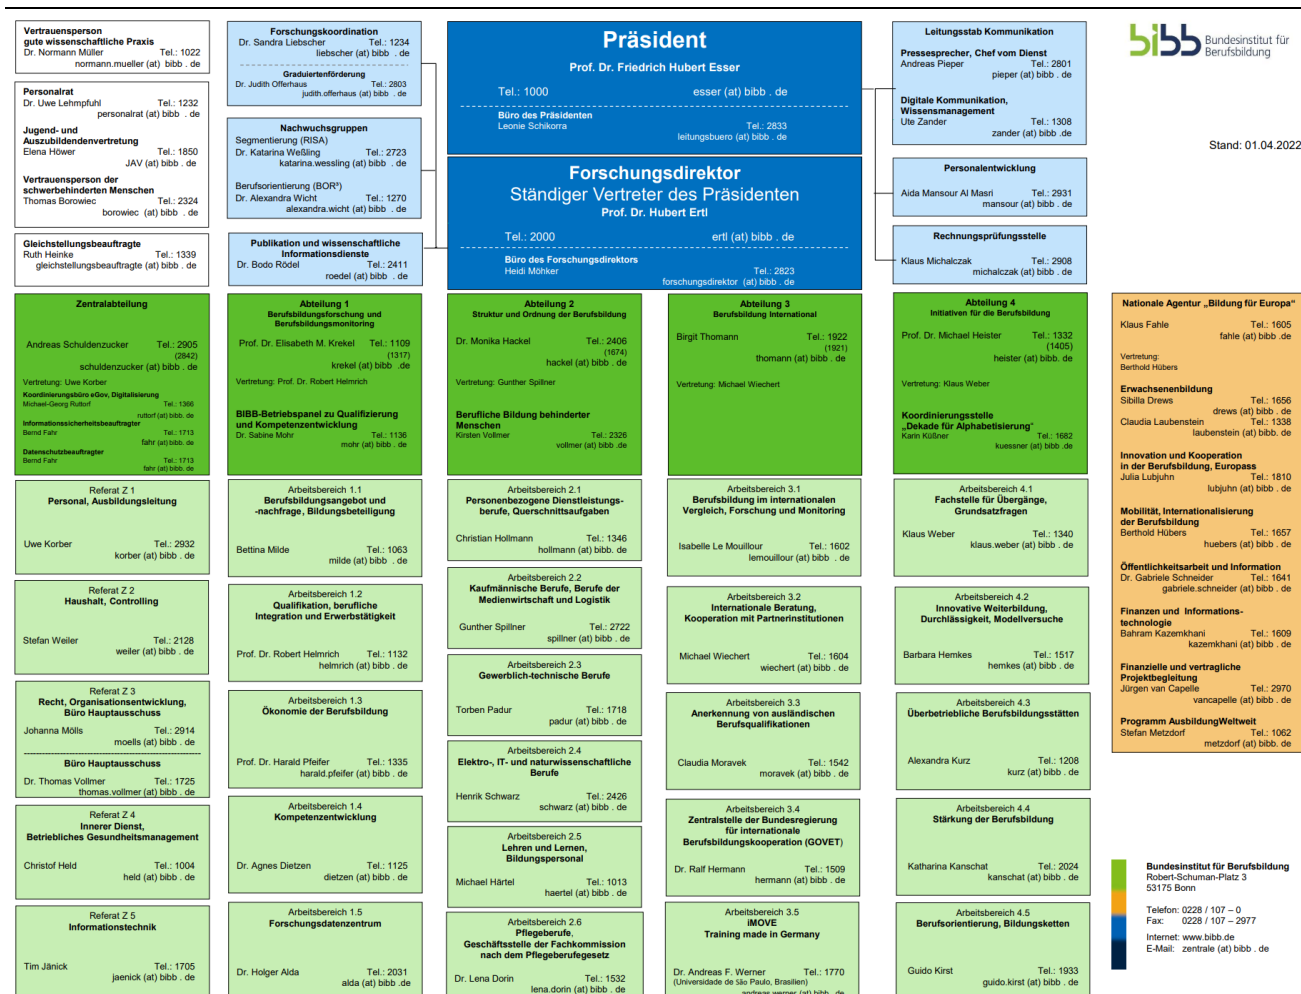 Vertrauensperson
gute wissenschaftliche Praxis
Dr. Normann Müller Tel.: 1022
normann.mueller (at) bibb . de
Personalrat
Dr. Uwe Lehmpfuhl Tel.: 1232
personalrat (at) bibb . de
Jugend- und
Auszubildendenvertretung
Elena Höwer Tel.: 1850
JAV (at) bibb . de
Vertrauensperson der
schwerbehinderten Menschen
Thomas Borowiec Tel.: 2324
borowiec (at) bibb . de
Gleichstellungsbeauftragte
Ruth Heinke Tel.: 1339
gleichstellungsbeauftragte (at) bibb . de
Forschungskoordination
Dr. Sandra Liebscher Tel.: 1234
liebscher (at) bibb . de
Graduiertenförderung
Dr. Judith Offerhaus Tel.: 2803
judith.offerhaus (at) bibb . de
Nachwuchsgruppen
Segmentierung (RISA)
Dr. Katarina Weßling Tel.: 2723
katarina.wessling (at) bibb . de
Berufsorientierung (BOR³)
Dr. Alexandra Wicht Tel.: 1270
alexandra.wicht (at) bibb . de
Publikation und wissenschaftliche
Informationsdienste
Dr. Bodo Rödel Tel.: 2411
roedel (at) bibb . de
Präsident
Prof. Dr. Friedrich Hubert Esser
Tel.: 1000 esser (at) bibb . de
Büro des Präsidenten
Leonie Schikorra Tel.: 2833
leitungsbuero (at) bibb . de
Forschungsdirektor
Ständiger Vertreter des Präsidenten
Prof. Dr. Hubert Ertl
Tel.: 2000 ertl (at) bibb . de
Büro des Forschungsdirektors
Heidi Möhker Tel.: 2823
forschungsdirektor (at) bibb . de
Leitungsstab Kommunikation
Pressesprecher, Chef vom Dienst
Andreas Pieper Tel.: 2801
pieper (at) bibb . de
Digitale Kommunikation,
Wissensmanagement
Ute Zander Tel.: 1308
zander (at) bibb .de
Personalentwicklung
Aida Mansour Al Masri Tel.: 2931
mansour (at) bibb . de
Rechnungsprüfungsstelle
Klaus Michalczak Tel.: 2908
michalczak (at) bibb . de
bibb Bundesinstitut für
Berufsbildung
Stand: 01.04.2022
Zentralabteilung
Andreas Schuldenzucker Tel.: 2905
(2842)
schuldenzucker (at) bibb . de
Vertretung: Uwe Korber
Koordinierungsbüro eGov, Digitalisierung
Michael-Georg Ruttorf Tel.: 1366
ruttorf (at) bibb. de
Informationssicherheitsbeauftragter
Bernd Fahr Tel.: 1713
fahr (at) bibb. de
Datenschutzbeauftragter
Bernd Fahr Tel.: 1713
fahr (at) bibb. de
Abteilung 1
Berufsbildungsforschung und
Berufsbildungsmonitoring
Prof. Dr. Elisabeth M. Krekel Tel.: 1109
(1317)
krekel (at) bibb .de
Vertretung: Prof. Dr. Robert Helmrich
BIBB-Betriebspanel zu Qualifizierung
und Kompetenzentwicklung
Dr. Sabine Mohr Tel.: 1136
mohr (at) bibb . de
Abteilung 2
Struktur und Ordnung der Berufsbildung
Dr. Monika Hackel Tel.: 2406
(1674)
hackel (at) bibb . de
Vertretung: Gunther Spillner
Berufliche Bildung behinderter
Menschen
Kirsten Vollmer Tel.: 2326
vollmer (at) bibb . de
Abteilung 3
Berufsbildung International
Birgit Thomann Tel.: 1922
(1921)
thomann (at) bibb . de
Vertretung: Michael Wiechert
Abteilung 4
Initiativen für die Berufsbildung
Prof. Dr. Michael Heister Tel.: 1332
(1405)
heister (at) bibb . de
Vertretung: Klaus Weber
Koordinierungsstelle
„Dekade für Alphabetisierung“
Karin Küßner Tel.: 1682
kuessner (at) bibb .de
Nationale Agentur „Bildung für Europa“
Klaus Fahle Tel.: 1605
fahle (at) bibb .de
Vertretung:
Berthold Hübers
Erwachsenenbildung
Sibilla Drews Tel.: 1656
drews (at) bibb . de
Claudia Laubenstein Tel.: 1338
laubenstein (at) bibb . de
Innovation und Kooperation
in der Berufsbildung, Europass
Julia Lubjuhn Tel.: 1810
lubjuhn (at) bibb . de
Mobilität, Internationalisierung
der Berufsbildung
Berthold Hübers Tel.: 1657
huebers (at) bibb . de
Öffentlichkeitsarbeit und Information
Dr. Gabriele Schneider Tel.: 1641
gabriele.schneider (at) bibb . de
Finanzen und Informations-
technologie
Bahram Kazemkhani Tel.: 1609
kazemkhani (at) bibb . de
Finanzielle und vertragliche
Projektbegleitung
Jürgen van Capelle Tel.: 2970
vancapelle (at) bibb . de
Programm AusbildungWeltweit
Stefan Metzdorf Tel.: 1062
metzdorf (at) bibb. de
Referat Z 1
Personal, Ausbildungsleitung
Uwe Korber Tel.: 2932
korber (at) bibb . de
Referat Z 2
Haushalt, Controlling
Stefan Weiler Tel.: 2128
weiler (at) bibb . de
Referat Z 3
Recht, Organisationsentwicklung,
Büro Hauptausschuss
Johanna Mölls Tel.: 2914
moells (at) bibb . de
Büro Hauptausschuss
Dr. Thomas Vollmer Tel.: 1725
thomas.vollmer (at) bibb . de
Referat Z 4
Innerer Dienst,
Betriebliches Gesundheitsmanagement
Christof Held Tel.: 1004
held (at) bibb . de
Referat Z 5
Informationstechnik
Tim Jänick Tel.: 1705
jaenick (at) bibb . de
Arbeitsbereich 1.1
Berufsbildungsangebot und
-nachfrage, Bildungsbeteiligung
Bettina Milde Tel.: 1063
milde (at) bibb . de
Arbeitsbereich 1.2
Qualifikation, berufliche
Integration und Erwerbstätigkeit
Prof. Dr. Robert Helmrich Tel.: 1132
helmrich (at) bibb . de
Arbeitsbereich 1.3
Ökonomie der Berufsbildung
Prof. Dr. Harald Pfeifer Tel.: 1335
harald.pfeifer (at) bibb . de
Arbeitsbereich 1.4
Kompetenzentwicklung
Dr. Agnes Dietzen Tel.: 1125
dietzen (at) bibb . de
Arbeitsbereich 1.5
Forschungsdatenzentrum
Dr. Holger Alda Tel.: 2031
alda (at) bibb .de
Arbeitsbereich 2.1
Personenbezogene Dienstleistungs-
berufe, Querschnittsaufgaben
Christian Hollmann Tel.: 1346
hollmann (at) bibb. de
Arbeitsbereich 2.2
Kaufmännische Berufe, Berufe der
Medienwirtschaft und Logistik
Gunther Spillner Tel.: 2722
spillner (at) bibb . de
Arbeitsbereich 2.3
Gewerblich-technische Berufe
Torben Padur Tel.: 1718
padur (at) bibb . de
Arbeitsbereich 2.4
Elektro-, IT- und naturwissenschaftliche
Berufe
Henrik Schwarz Tel.: 2426
schwarz (at) bibb . de
Arbeitsbereich 2.5
Lehren und Lernen,
Bildungspersonal
Michael Härtel Tel.: 1013
haertel (at) bibb . de
Arbeitsbereich 2.6
Pflegeberufe,
Geschäftsstelle der Fachkommission
nach dem Pflegeberufegesetz
Dr. Lena Dorin Tel.: 1532
lena.dorin (at) bibb . de
Arbeitsbereich 3.1
Berufsbildung im internationalen
Vergleich, Forschung und Monitoring
Isabelle Le Mouillour Tel.: 1602
lemouillour (at) bibb . de
Arbeitsbereich 3.2
Internationale Beratung,
Kooperation mit Partnerinstitutionen
Michael Wiechert Tel.: 1604
wiechert (at) bibb . de
Arbeitsbereich 3.3
Anerkennung von ausländischen
Berufsqualifikationen
Claudia Moravek Tel.: 1542
moravek (at) bibb . de
Arbeitsbereich 3.4
Zentralstelle der Bundesregierung
für internationale
Berufsbildungskooperation (GOVET)
Dr. Ralf Hermann Tel.: 1509
hermann (at) bibb . de
Arbeitsbereich 3.5
iMOVE
Training made in Germany
Dr. Andreas F. Werner Tel.: 1770
(Universidade de São Paulo, Brasilien)
andreas.werner (at) bibb . de
Arbeitsbereich 4.1
Fachstelle für Übergänge,
Grundsatzfragen
Klaus Weber Tel.: 1340
klaus.weber (at) bibb . de
Arbeitsbereich 4.2
Innovative Weiterbildung,
Durchlässigkeit, Modellversuche
Barbara Hemkes Tel.: 1517
hemkes (at) bibb . de
Arbeitsbereich 4.3
Überbetriebliche Berufsbildungsstätten
Alexandra Kurz Tel.: 1208
kurz (at) bibb . de
Arbeitsbereich 4.4
Stärkung der Berufsbildung
Katharina Kanschat Tel.: 2024
kanschat (at) bibb . de
Arbeitsbereich 4.5
Berufsorientierung, Bildungsketten
Guido Kirst Tel.: 1933
guido.kirst (at) bibb . de
Bundesinstitut für Berufsbildung
Robert-Schuman-Platz 3
53175 Bonn
Telefon: 0228 / 107 – 0
Fax: 0228 / 107 – 2977
Internet: www.bibb.de
E-Mail: zentrale (at) bibb . de